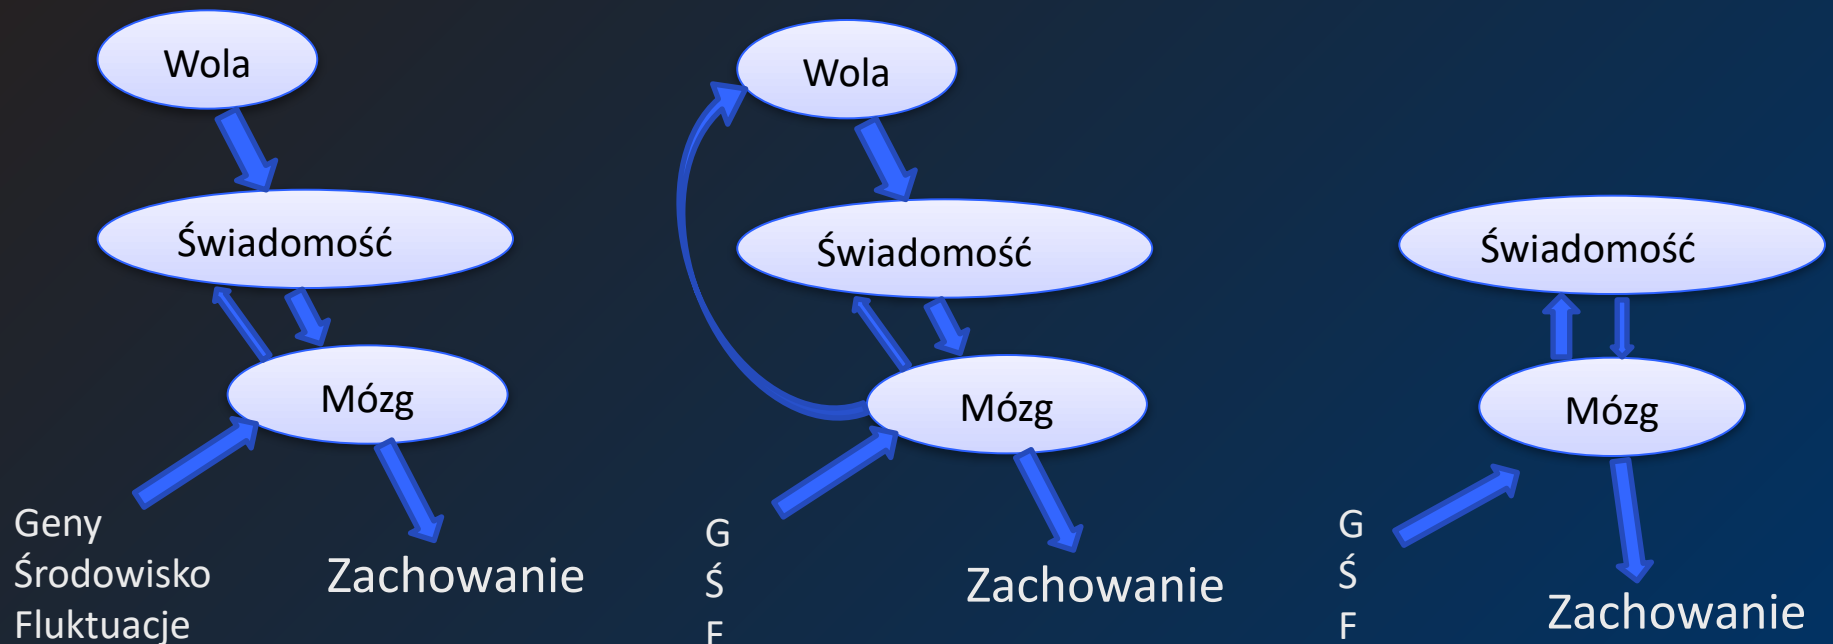 Wola
Świadomość
Mózg
Geny
Środowisko
Fluktuacje
Zachowanie
Wola
Świadomość
Mózg
G
Ś
F
Zachowanie
Świadomość
Mózg
G
Ś
F
Zachowanie